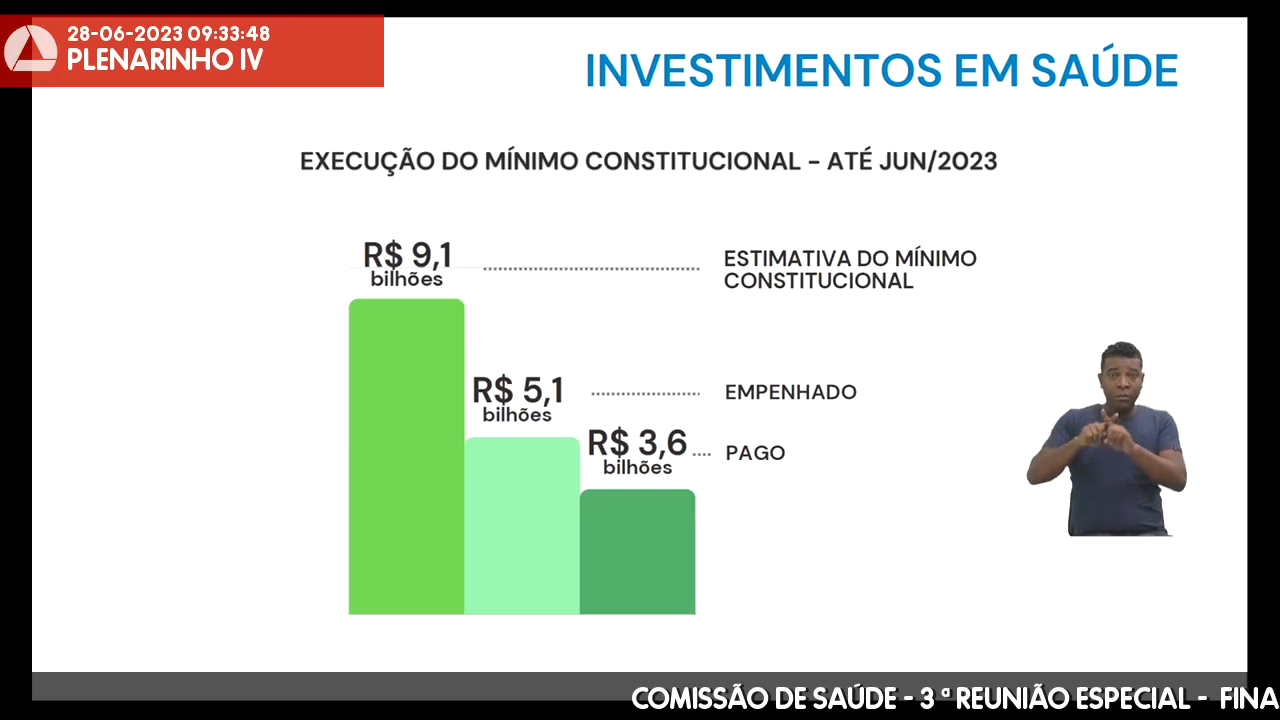 28-06-2023 09:33:48
PLENARINHO IV
INVESTIMENTOS EM SAÚDE
EXECUÇÃO DO MÍNIMO CONSTITUCIONAL - ATÉ JUN/2023
R$ 9,1
bilhões
ESTIMATIVA DO MÍNIMO
CONSTITUCIONAL
R$ 5,1
bilhões
EMPENHADO
R$ 3,6
bilhões
PAGO
COMISSÃO DE SAÚDE - 3 ª REUNIÃO ESPECIAL - FINA